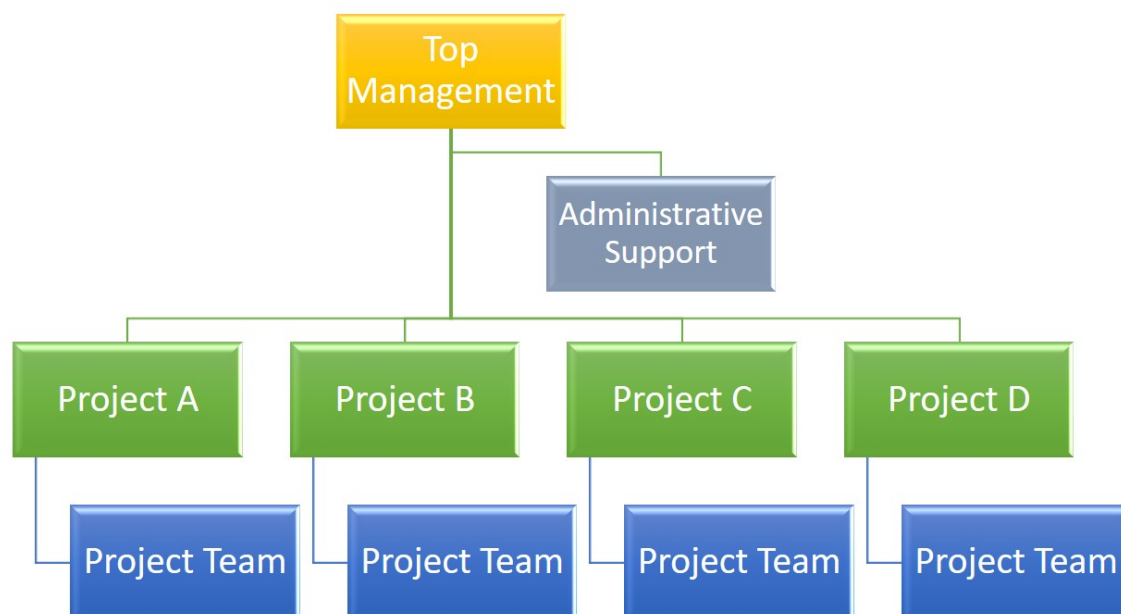 Top
Management
Administrative
Support
Project A
Project B
Project C
Project D
Project Team
Project Team
Project Team
Project Team